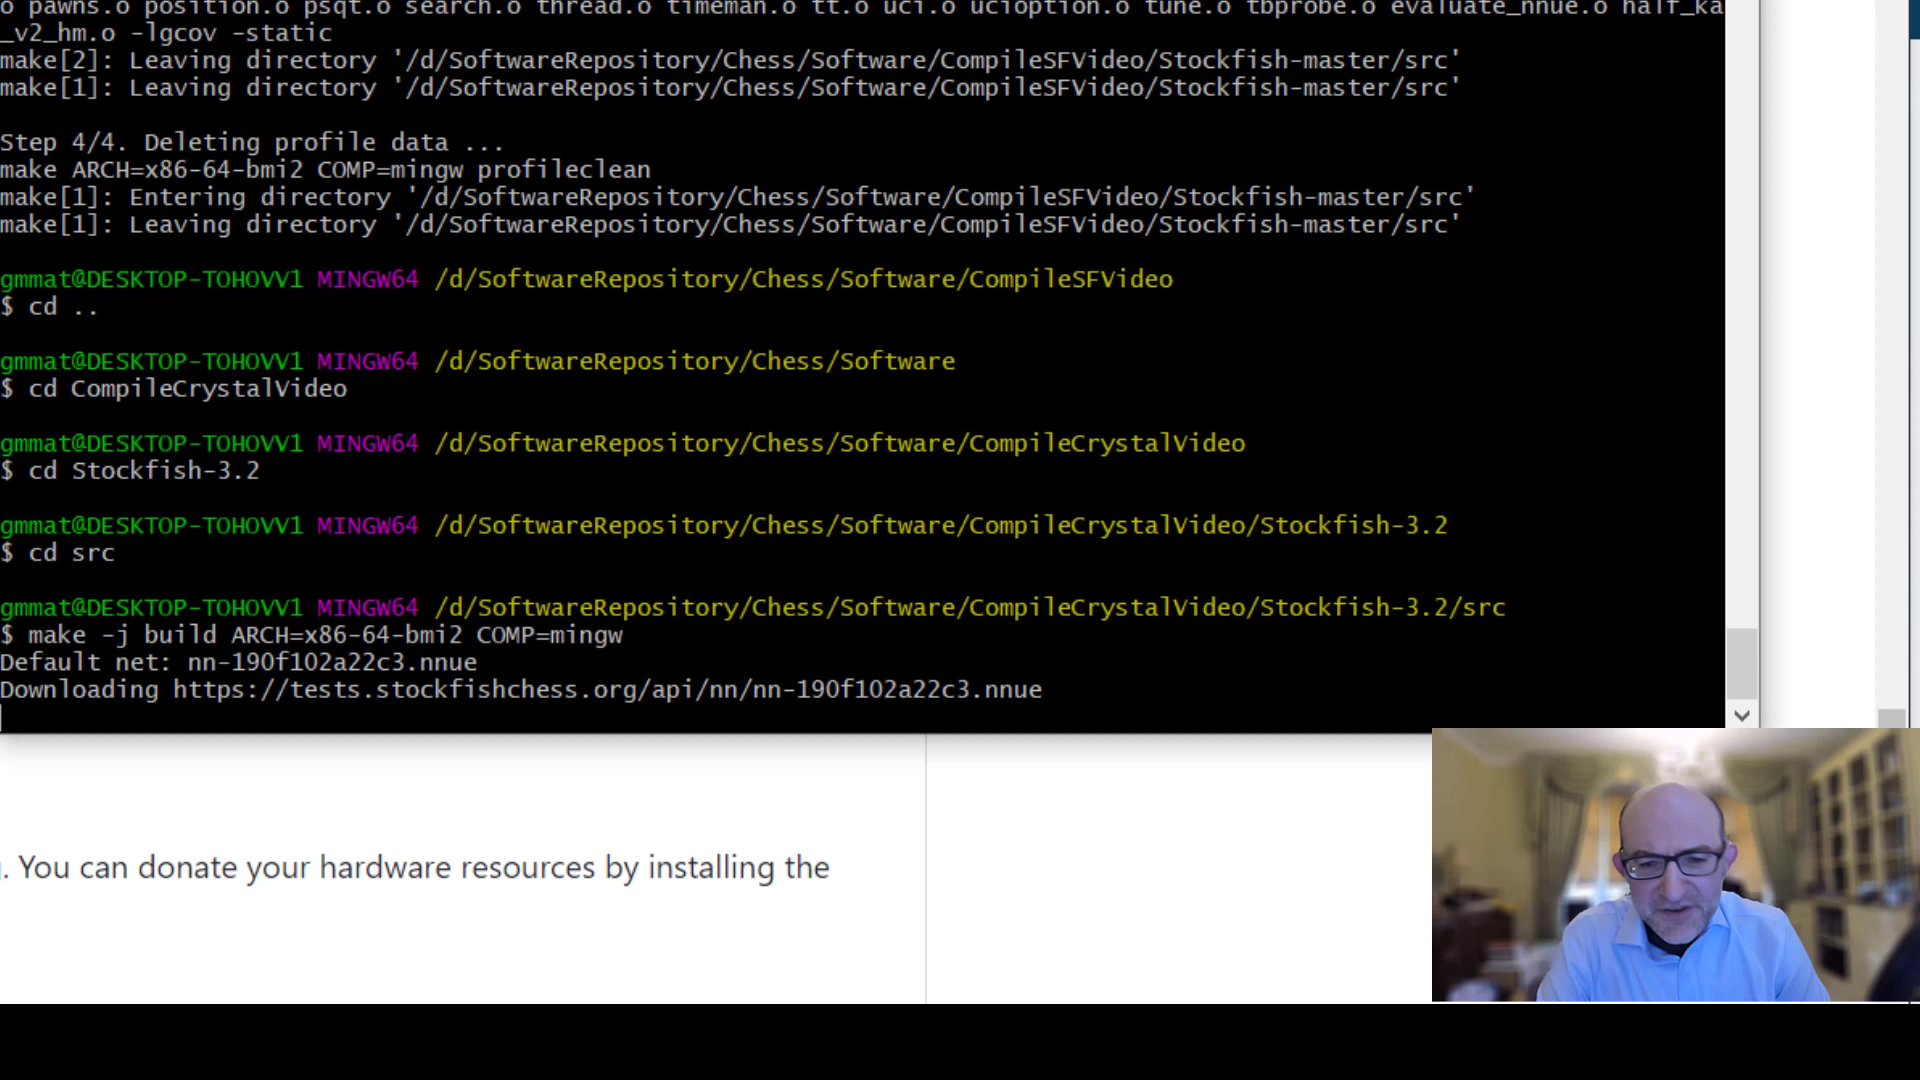 o pawns.o position.o psqt.o search.o thread.o timeman.o tt.o uci.o ucioption.o tune.o tbprobe.o evaluate_nnue.o half_ka
_v2_hm.o -lgcov -static
make[2]: Leaving directory '/d/SoftwareRepository/Chess/Software/CompileSFVideo/Stockfish-master/src'
make[1]: Leaving directory '/d/SoftwareRepository/Chess/Software/CompileSFVideo/Stockfish-master/src'
Step 4/4. Deleting profile data ...
make ARCH=x86-64-bmi2 COMP=mingw profileclean
make[1]: Entering directory '/d/SoftwareRepository/Chess/Software/CompileSFVideo/Stockfish-master/src'
make[1]: Leaving directory '/d/SoftwareRepository/Chess/Software/CompileSFVideo/Stockfish-master/src'
gmmat@DESKTOP-TOHOVV1 MINGW64 /d/SoftwareRepository/Chess/Software/CompileSFVideo
$ cd ..
gmmat@DESKTOP-TOHOVV1 MINGW64 /d/SoftwareRepository/Chess/Software
$ cd CompileCrystalVideo
gmmat@DESKTOP-TOHOVV1 MINGW64 /d/SoftwareRepository/Chess/Software/CompileCrystalVideo
$ cd Stockfish-3.2
gmmat@DESKTOP-TOHOVV1 MINGW64 /d/SoftwareRepository/Chess/Software/CompileCrystalVideo/Stockfish-3.2
$ cd src
gmmat@DESKTOP-TOHOVV1 MINGW64 /d/SoftwareRepository/Chess/Software/CompileCrystalVideo/Stockfish-3.2/src
$ make -j build ARCH=x86-64-bmi2 COMP=mingw
Default net: nn-190f102a22c3.nnue
Downloading https://tests.stockfishchess.org/api/nn/nn-190f102a22c3.nnue
. You can donate your hardware resources by installing the